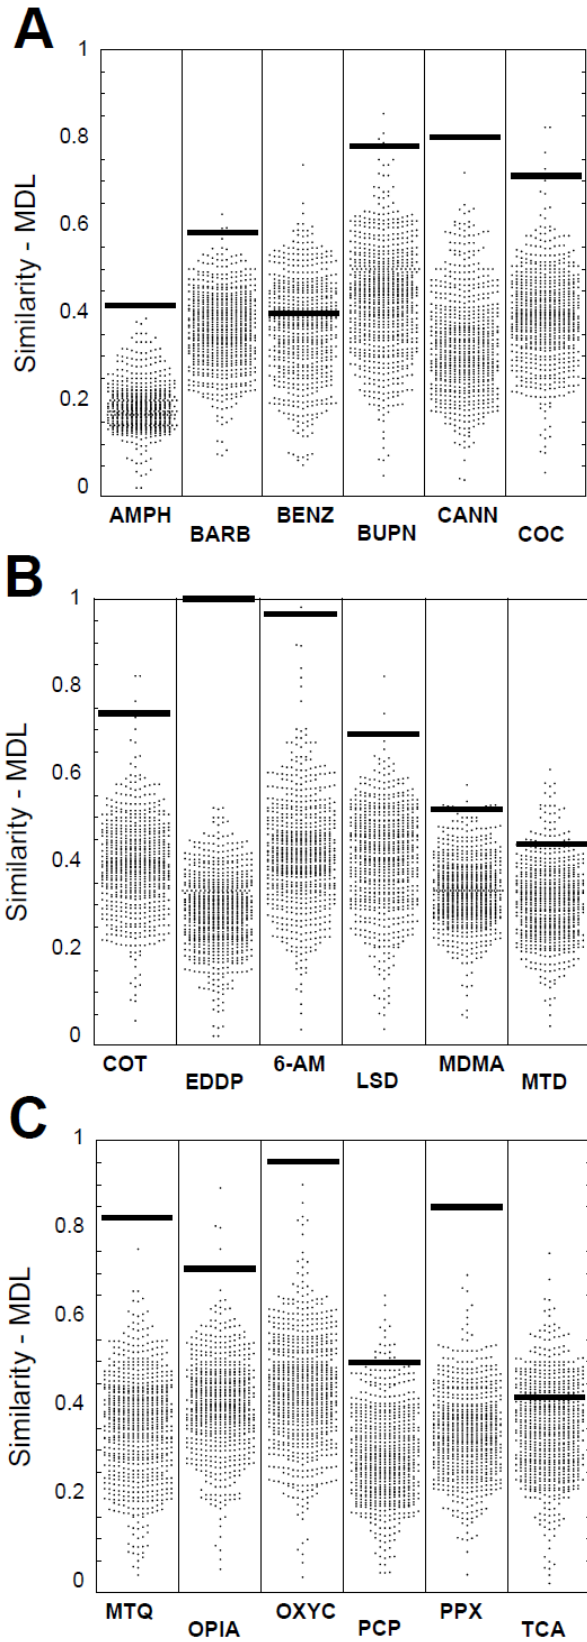 A
1
0.8
0.6
0.4
0.2
0
Similarity - MDL
AMPH
BARB
BENZ
BUPN
CANN
COC
B
1
0.8
0.6
0.4
0.2
0
Similarity - MDL
COT
EDDP
6-AM
LSD
MDMA
MTD
C
1
0.8
0.6
0.4
0.2
0
Similarity - MDL
MTQ
OPIA
OXYC
PCP
PPX
TCA